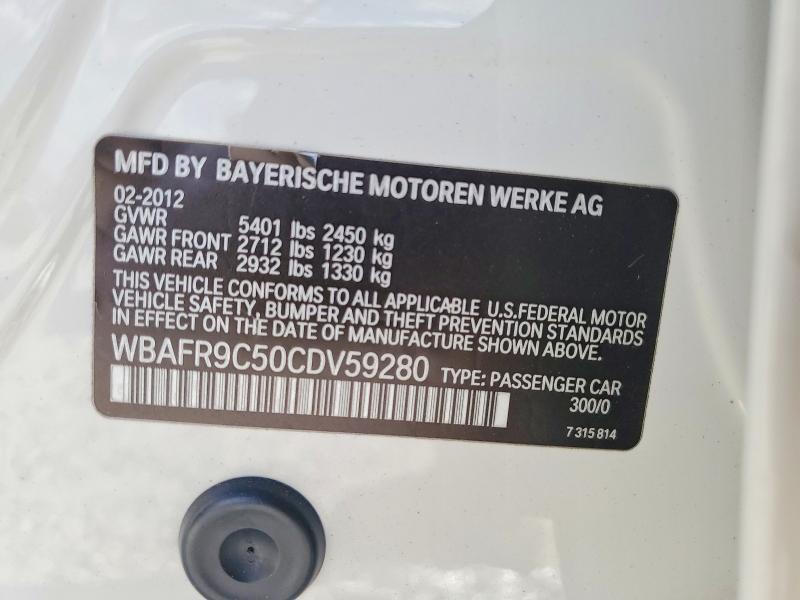 MFD BY BAYERISCHE MOTOREN WERKE AG
02-2012
GVWR 5401 lbs 2450 kg
GAWR FRONT 2712 lbs 1230 kg
GAWR REAR 2932 lbs 1330 kg
THIS VEHICLE CONFORMS TO ALL APPLICABLE U.S.FEDERAL MOTOR
VEHICLE SAFETY, BUMPER AND THEFT PREVENTION STANDARDS
IN EFFECT ON THE DATE OF MANUFACTURE SHOWN ABOVE.
WBAFR9C50CDV59280 TYPE: PASSENGER CAR
300/0
7 315 814